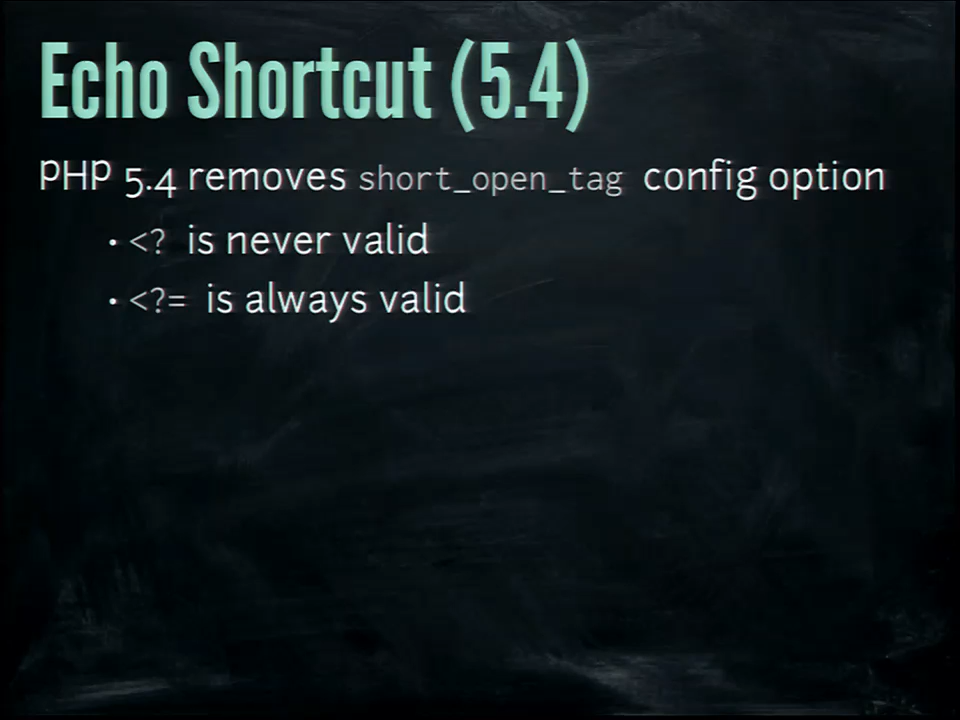 Echo Shortcut (5.4)
PHP 5.4 removes short_open_tag config option
• <? is never valid
• <?= is always valid